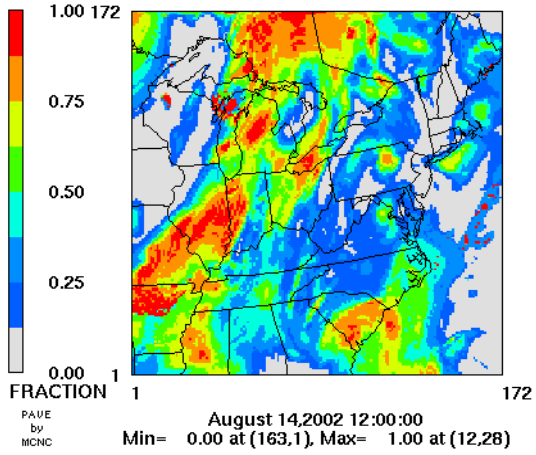 1.00 172
0.75
0.50
0.25
0.00 1
FRACTION 1 172
PAVE
by
MCNC
August 14,2002 12:00:00
Min= 0.00 at (163,1), Max= 1.00 at (12,28)